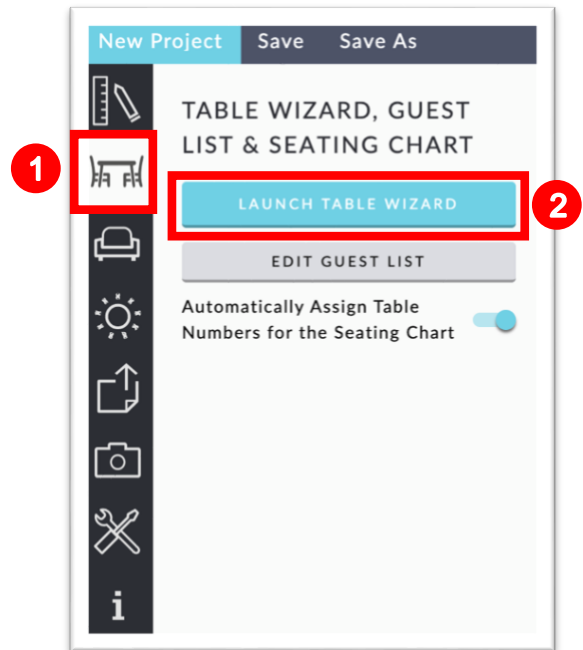 New Project Save Save As
TABLE WIZARD, GUEST
LIST & SEATING CHART
1
LAUNCH TABLE WIZARD
2
EDIT GUEST LIST
Automatically Assign Table
Numbers for the Seating Chart
i